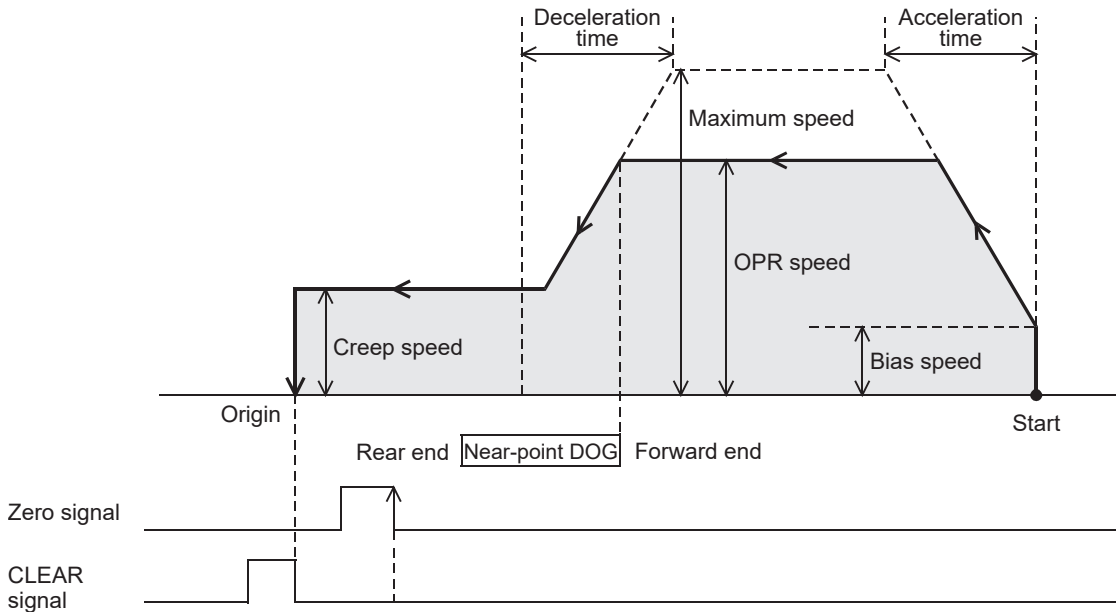 Deceleration
time
Acceleration
time
Maximum speed
OPR speed
Creep speed
Bias speed
Origin
Start
Rear end
Near-point DOG
Forward end
Zero signal
CLEAR
signal